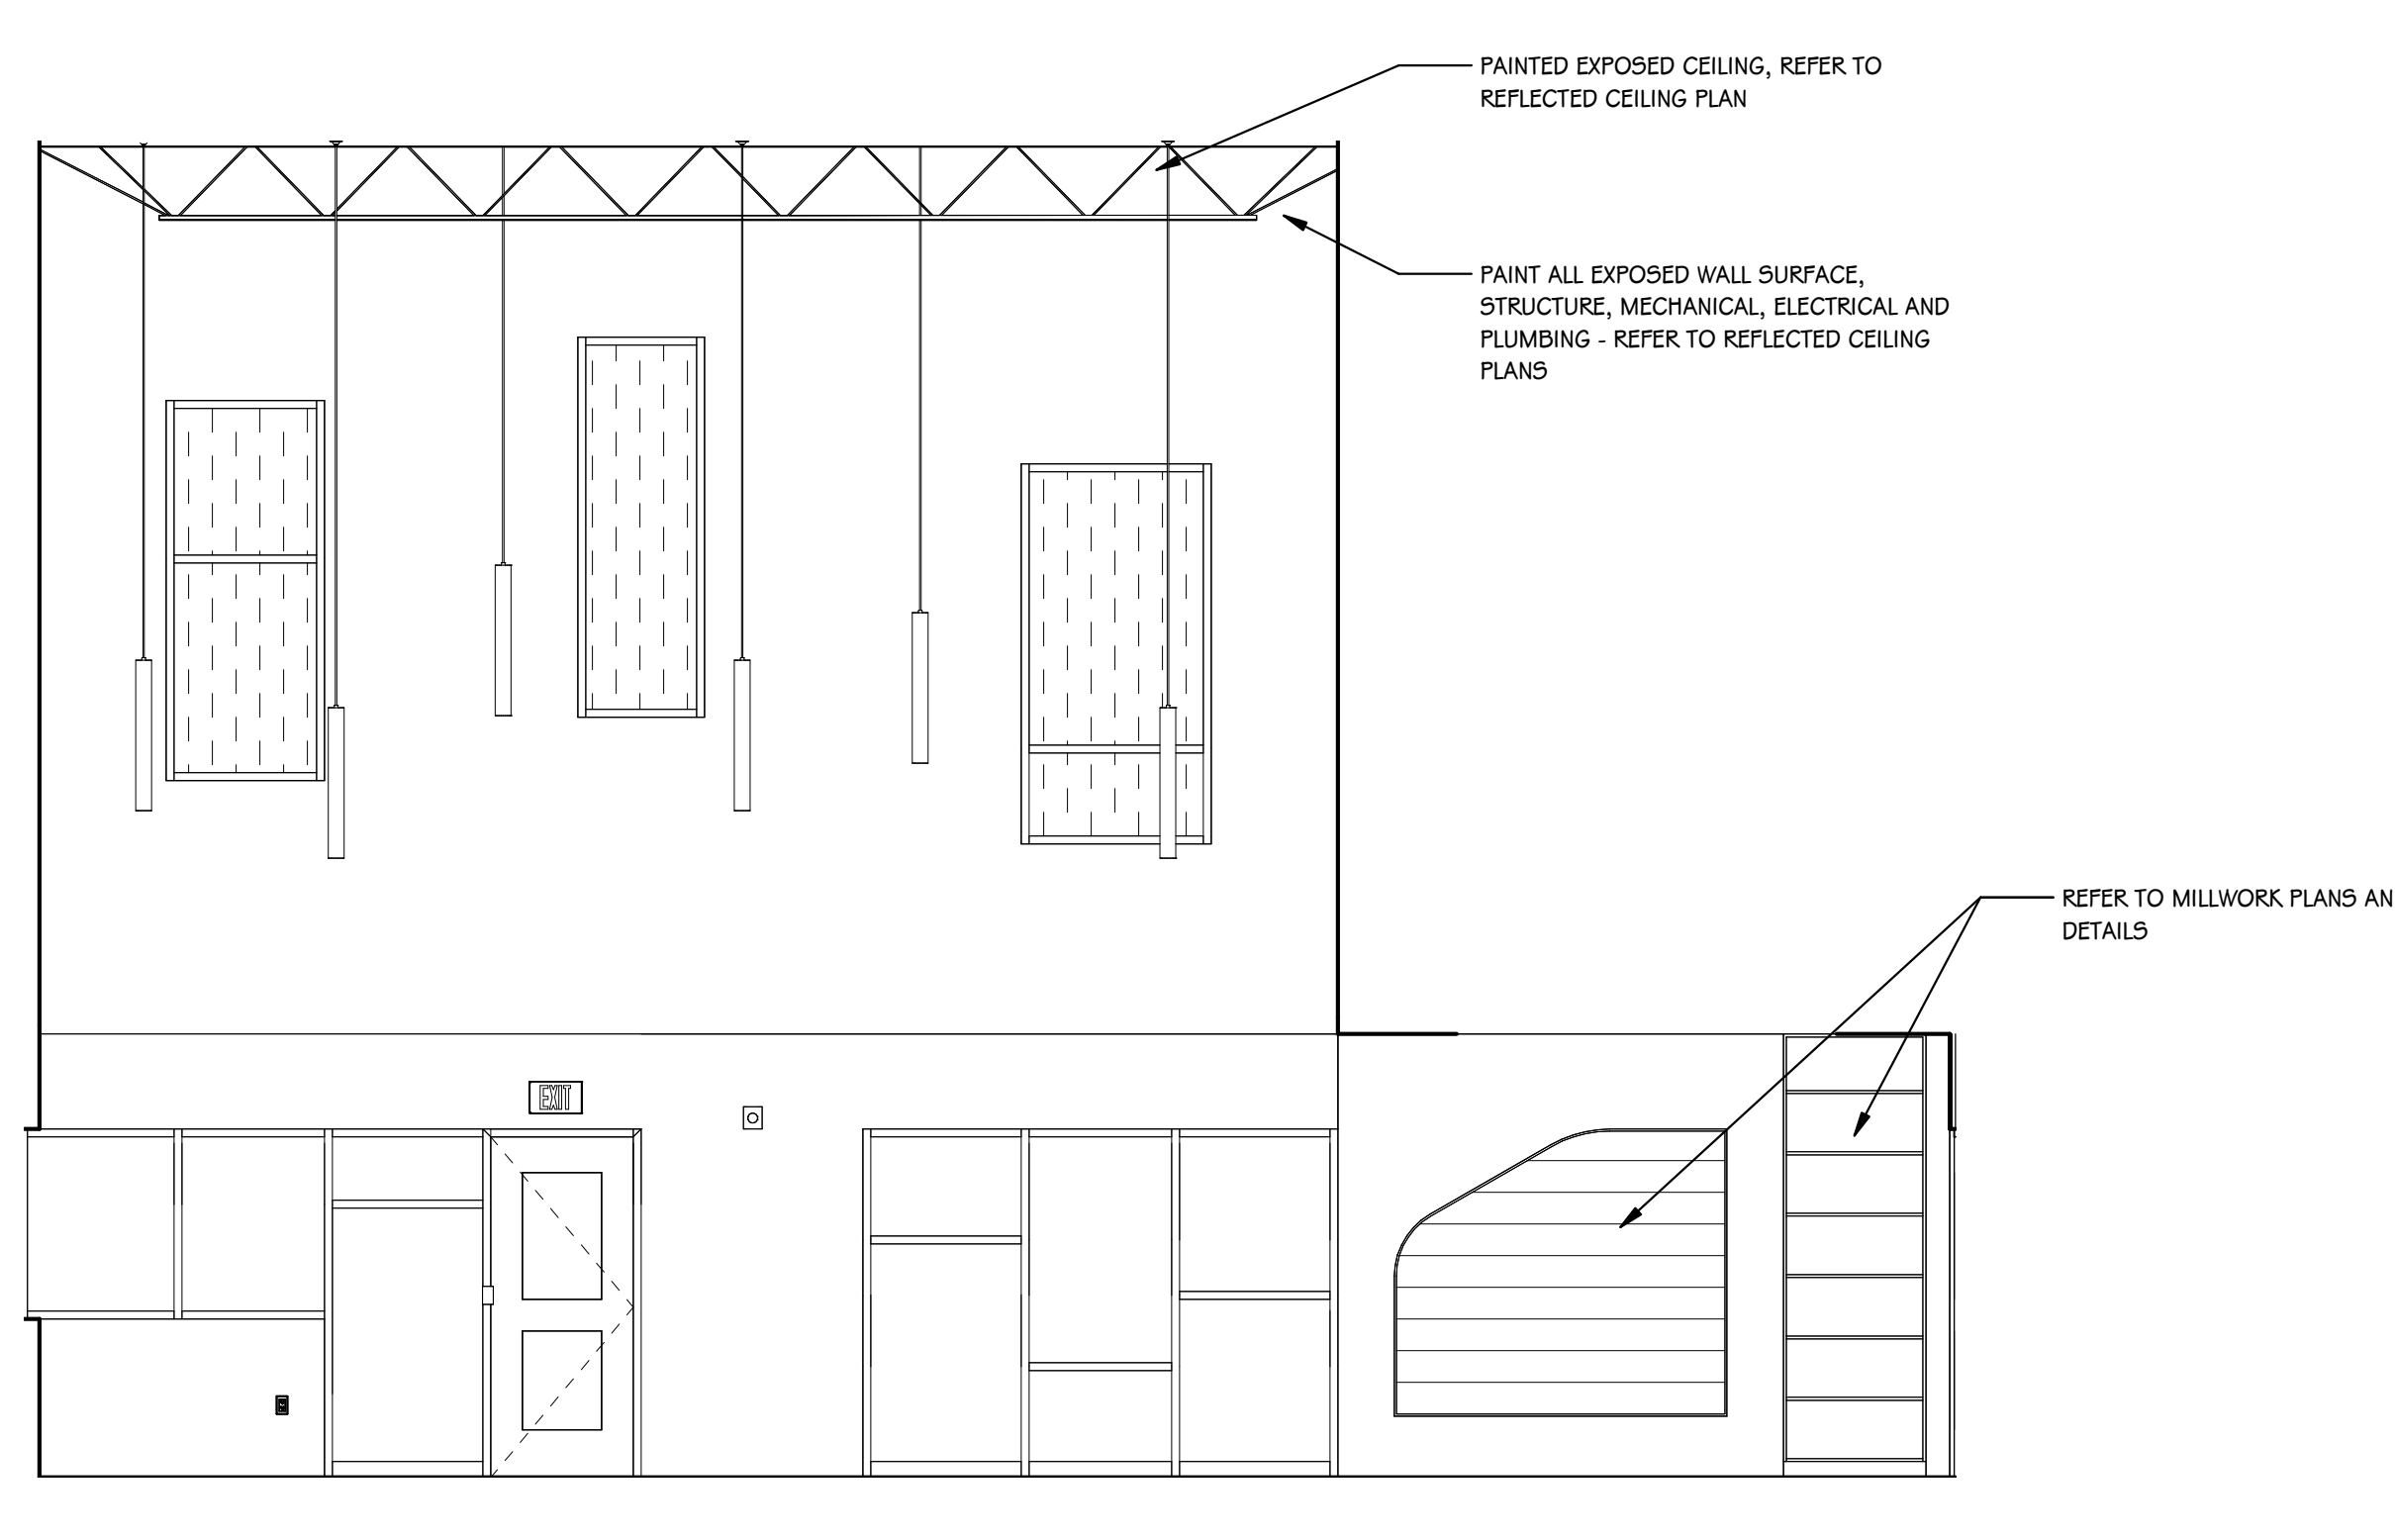 PAINTED EXPOSED CEILING, REFER TO
REFLECTED CEILING PLAN
PAINT ALL EXPOSED WALL SURFACE,
STRUCTURE, MECHANICAL, ELECTRICAL AND
PLUMBING - REFER TO REFLECTED CEILING
PLANS
REFER TO MILLWORK PLANS AN
DETAILS
EXIT